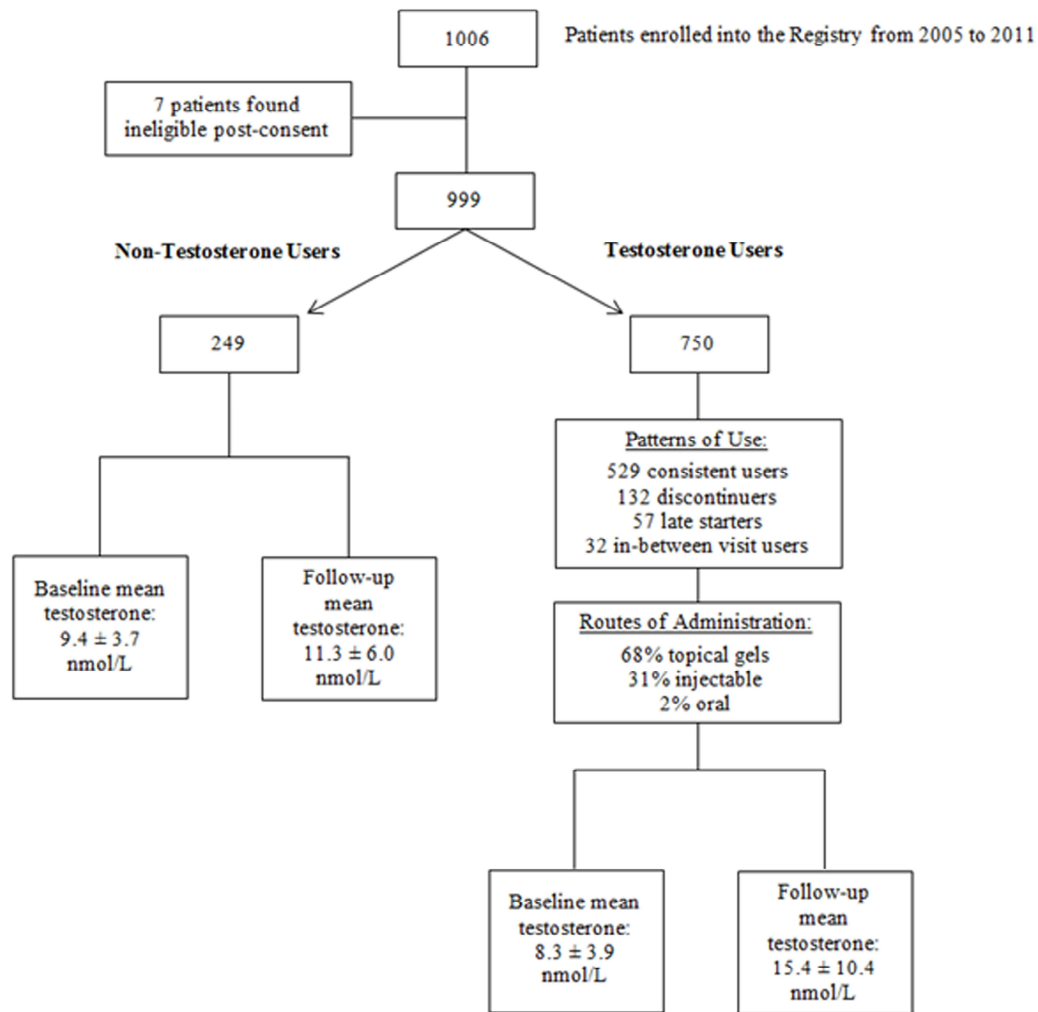 1006
Patients enrolled into the Registry from 2005 to 2011
7 patients found
ineligible post-consent
999
Non-Testosterone Users
Testosterone Users
249
750
Patterns of Use:
529 consistent users
132 discontinuers
57 late starters
32 in-between visit users
Baseline mean
testosterone:
9.4 ± 3.7
nmol/L
Follow-up
mean
testosterone:
11.3 ± 6.0
nmol/L
Routes of Administration:
68% topical gels
31% injectable
2% oral
Baseline mean
testosterone:
8.3 ± 3.9
nmol/L
Follow-up
mean
testosterone:
15.4 ± 10.4
nmol/L